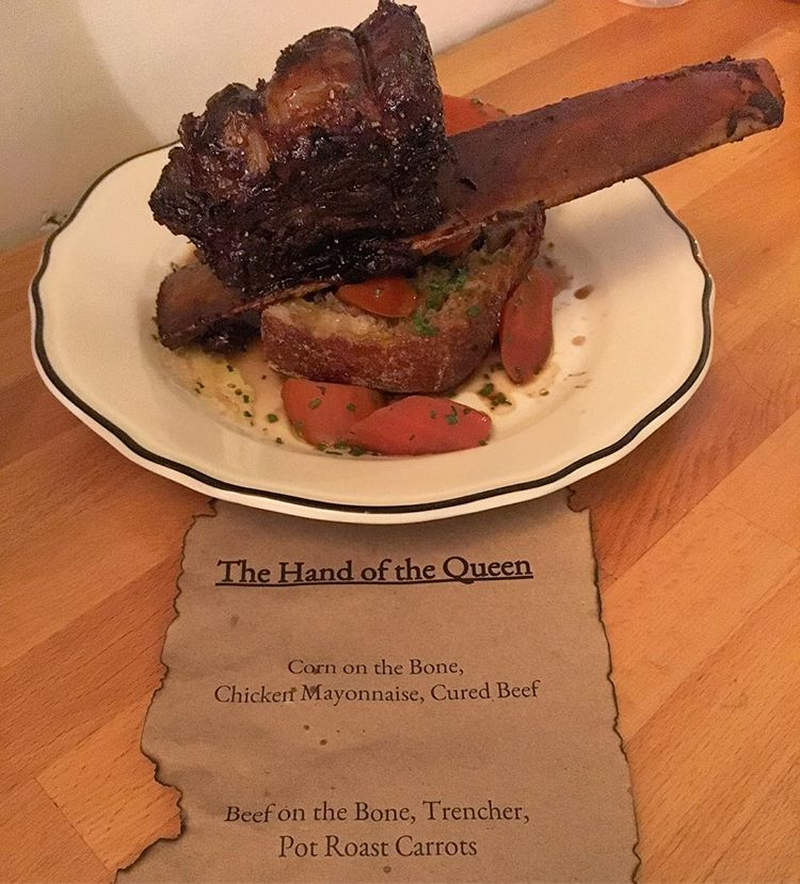 The Hand of the Queen
Corn on the Bone,
Chicken Mayonnaise, Cured Beef
Beef on the Bone, Trencher,
Pot Roast Carrots